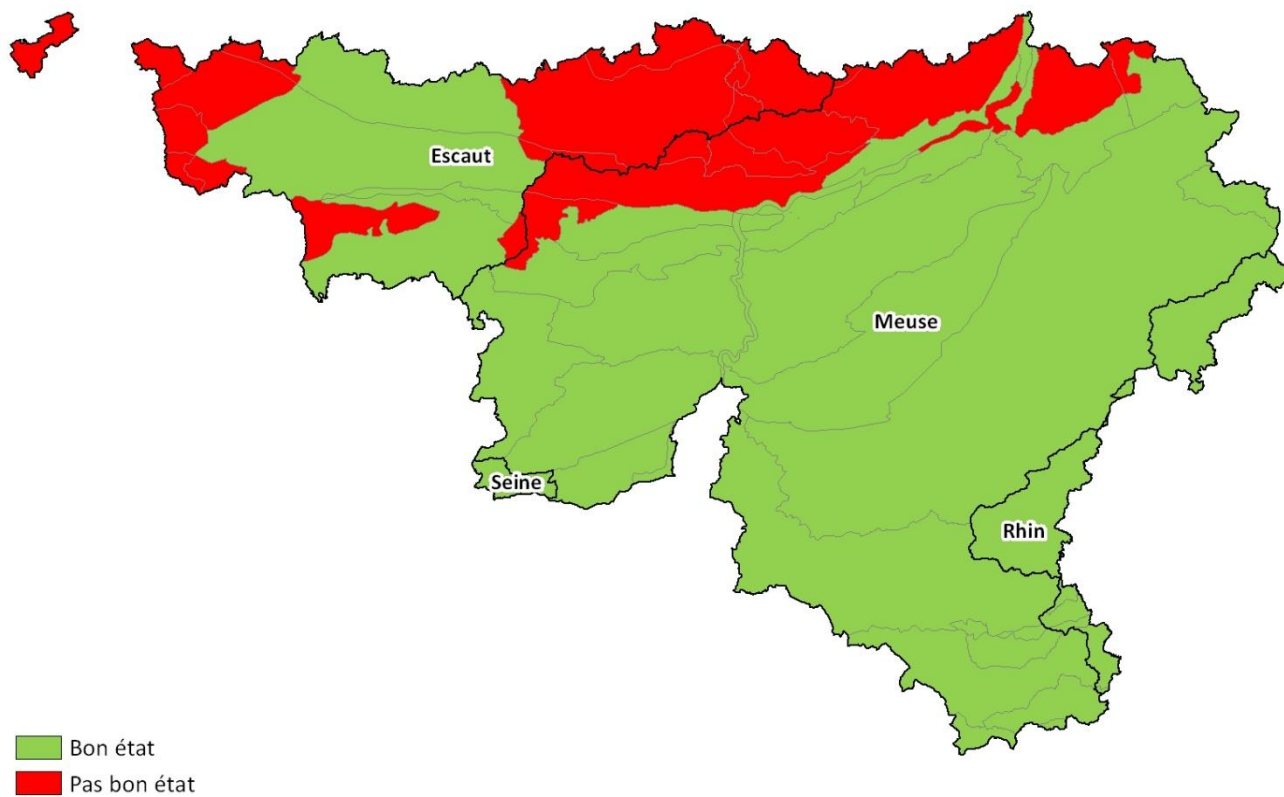 Escaut
Meuse
Seine
Rhin
Bon état
Pas bon état